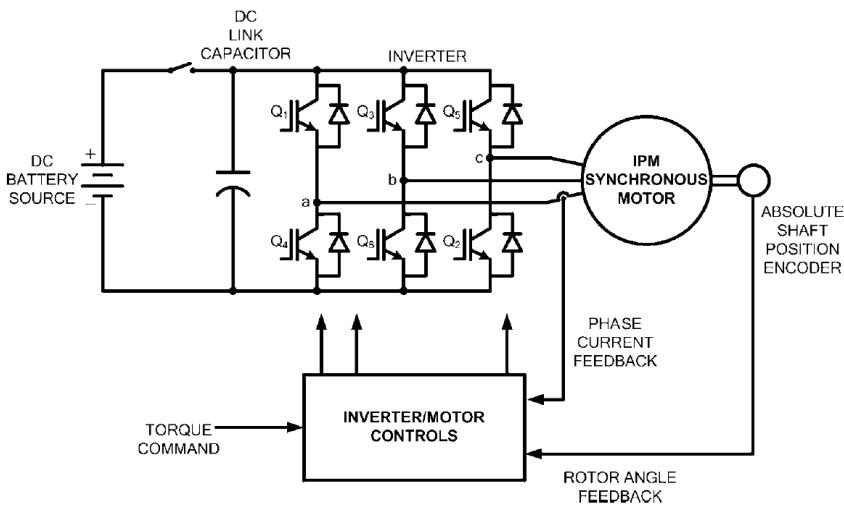 DC
LINK
CAPACITOR
INVERTER
Q1
Q3
Q5
DC
BATTERY
SOURCE
+
–
a
b
c
Q4
Q6
Q2
IPM
SYNCHRONOUS
MOTOR
ABSOLUTE
SHAFT
POSITION
ENCODER
PHASE
CURRENT
FEEDBACK
INVERTER/MOTOR
CONTROLS
TORQUE
COMMAND
ROTOR ANGLE
FEEDBACK